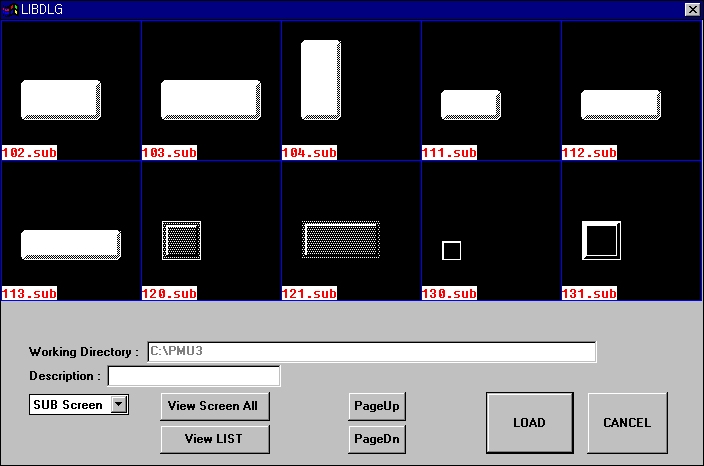 LIBDLG
102.sub 103.sub 104.sub 111.sub 112.sub
113.sub 120.sub 121.sub 130.sub 131.sub
Working Directory : C:\PMU3
Description :
SUB Screen View Screen All PageUp LOAD CANCEL
View LIST PageDn